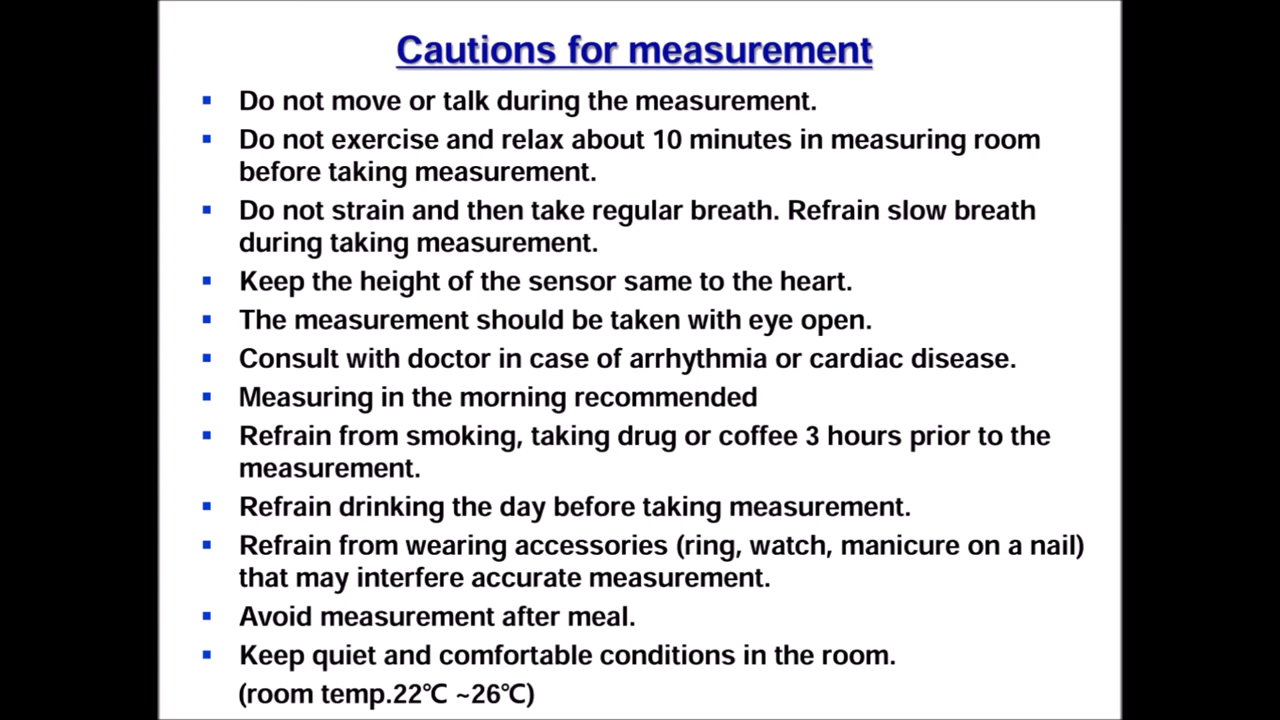 Cautions for measurement
▪ Do not move or talk during the measurement.
▪ Do not exercise and relax about 10 minutes in measuring room
before taking measurement.
▪ Do not strain and then take regular breath. Refrain slow breath
during taking measurement.
▪ Keep the height of the sensor same to the heart.
▪ The measurement should be taken with eye open.
▪ Consult with doctor in case of arrhythmia or cardiac disease.
▪ Measuring in the morning recommended
▪ Refrain from smoking, taking drug or coffee 3 hours prior to the
measurement.
▪ Refrain drinking the day before taking measurement.
▪ Refrain from wearing accessories (ring, watch, manicure on a nail)
that may interfere accurate measurement.
▪ Avoid measurement after meal.
▪ Keep quiet and comfortable conditions in the room.
(room temp.22℃ ~26℃)